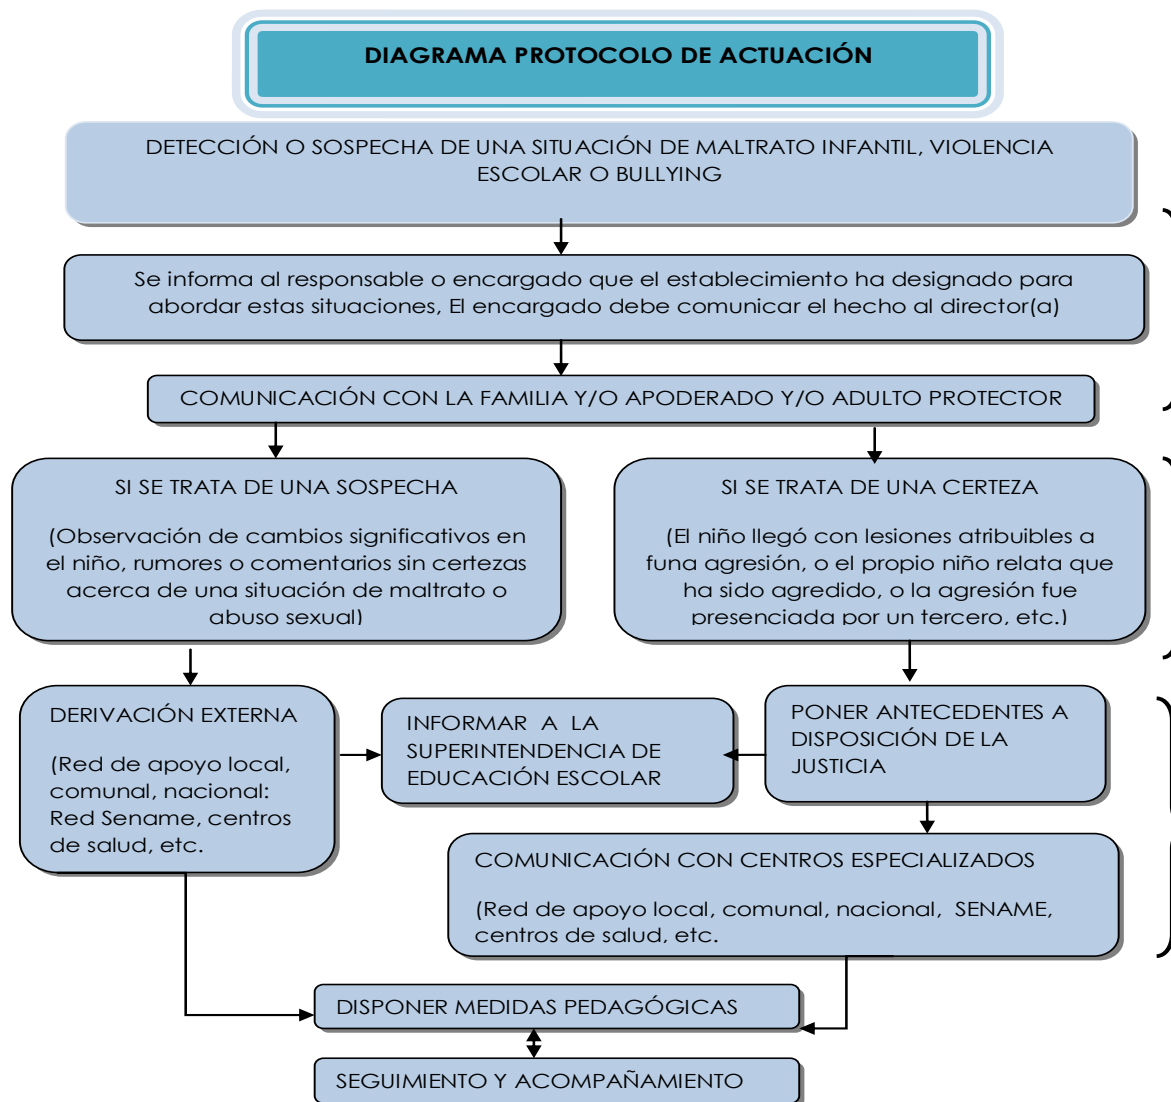 DIAGRAMA PROTOCOLO DE ACTUACIÓN
DETECCIÓN O SOSPECHA DE UNA SITUACIÓN DE MALTRATO INFANTIL, VIOLENCIA
ESCOLAR O BULLYING
Se informa al responsable o encargado que el establecimiento ha designado para
abordar estas situaciones, El encargado debe comunicar el hecho al director(a)
COMUNICACIÓN CON LA FAMILIA Y/O APODERADO Y/O ADULTO PROTECTOR
SI SE TRATA DE UNA SOSPECHA
(Observación de cambios significativos en
el niño, rumores o comentarios sin certezas
acerca de una situación de maltrato o
abuso sexual)
SI SE TRATA DE UNA CERTEZA
(El niño llegó con lesiones atribuibles a
funa agresión, o el propio niño relata que
ha sido agredido, o la agresión fue
presenciada por un tercero, etc.)
DERIVACIÓN EXTERNA
(Red de apoyo local,
comunal, nacional:
Red Sename, centros
de salud, etc.
INFORMAR A LA
SUPERINTENDENCIA DE
EDUCACIÓN ESCOLAR
PONER ANTECEDENTES A
DISPOSICIÓN DE LA
JUSTICIA
COMUNICACIÓN CON CENTROS ESPECIALIZADOS
(Red de apoyo local, comunal, nacional, SENAME,
centros de salud, etc.
DISPONER MEDIDAS PEDAGÓGICAS
SEGUIMIENTO Y ACOMPAÑAMIENTO